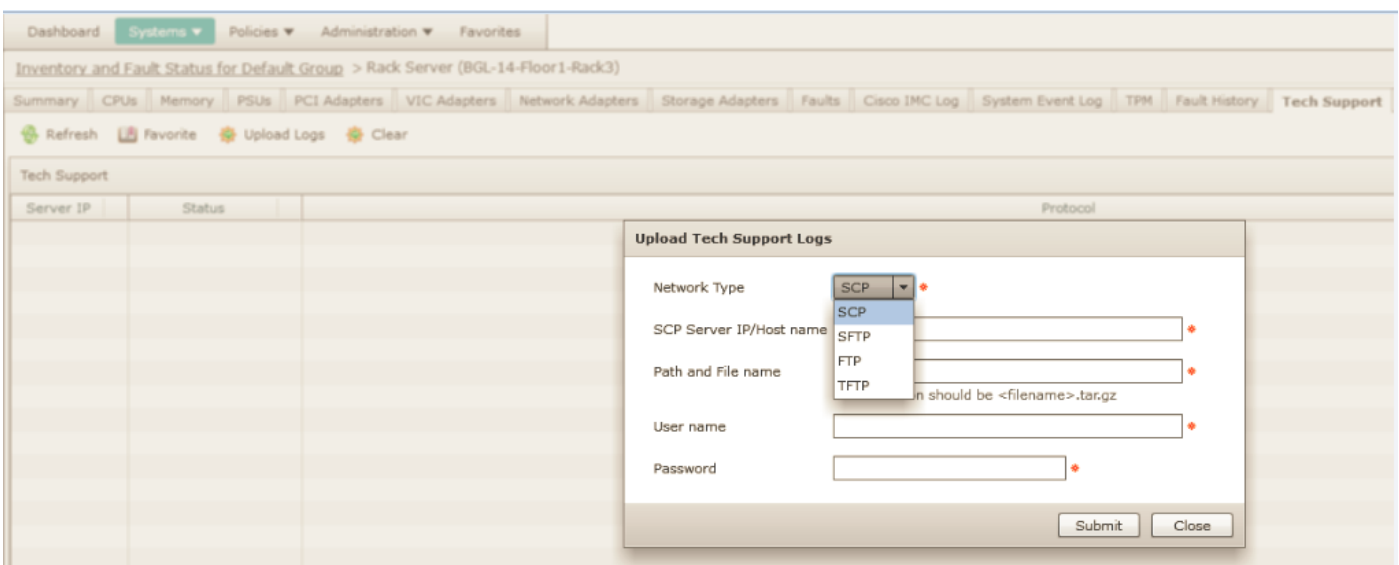 Dashboard Systems ▼ Policies ▼ Administration ▼ Favorites
Inventory and Fault Status for Default Group > Rack Server (BGL-14-Floor1-Rack3)
Summary CPUs Memory PSUs PCI Adapters VIC Adapters Network Adapters Storage Adapters Faults Cisco IMC Log System Event Log TPM Fault History Tech Support
Refresh Favorite Upload Logs Clear
Tech Support
Server IP Status Protocol
Upload Tech Support Logs
Network Type SCP *
SCP
SCP Server IP/Host name *
SFTP
FTP
Path and File name *
TFTP
should be <filename>.tar.gz
User name *
Password *
Submit Close